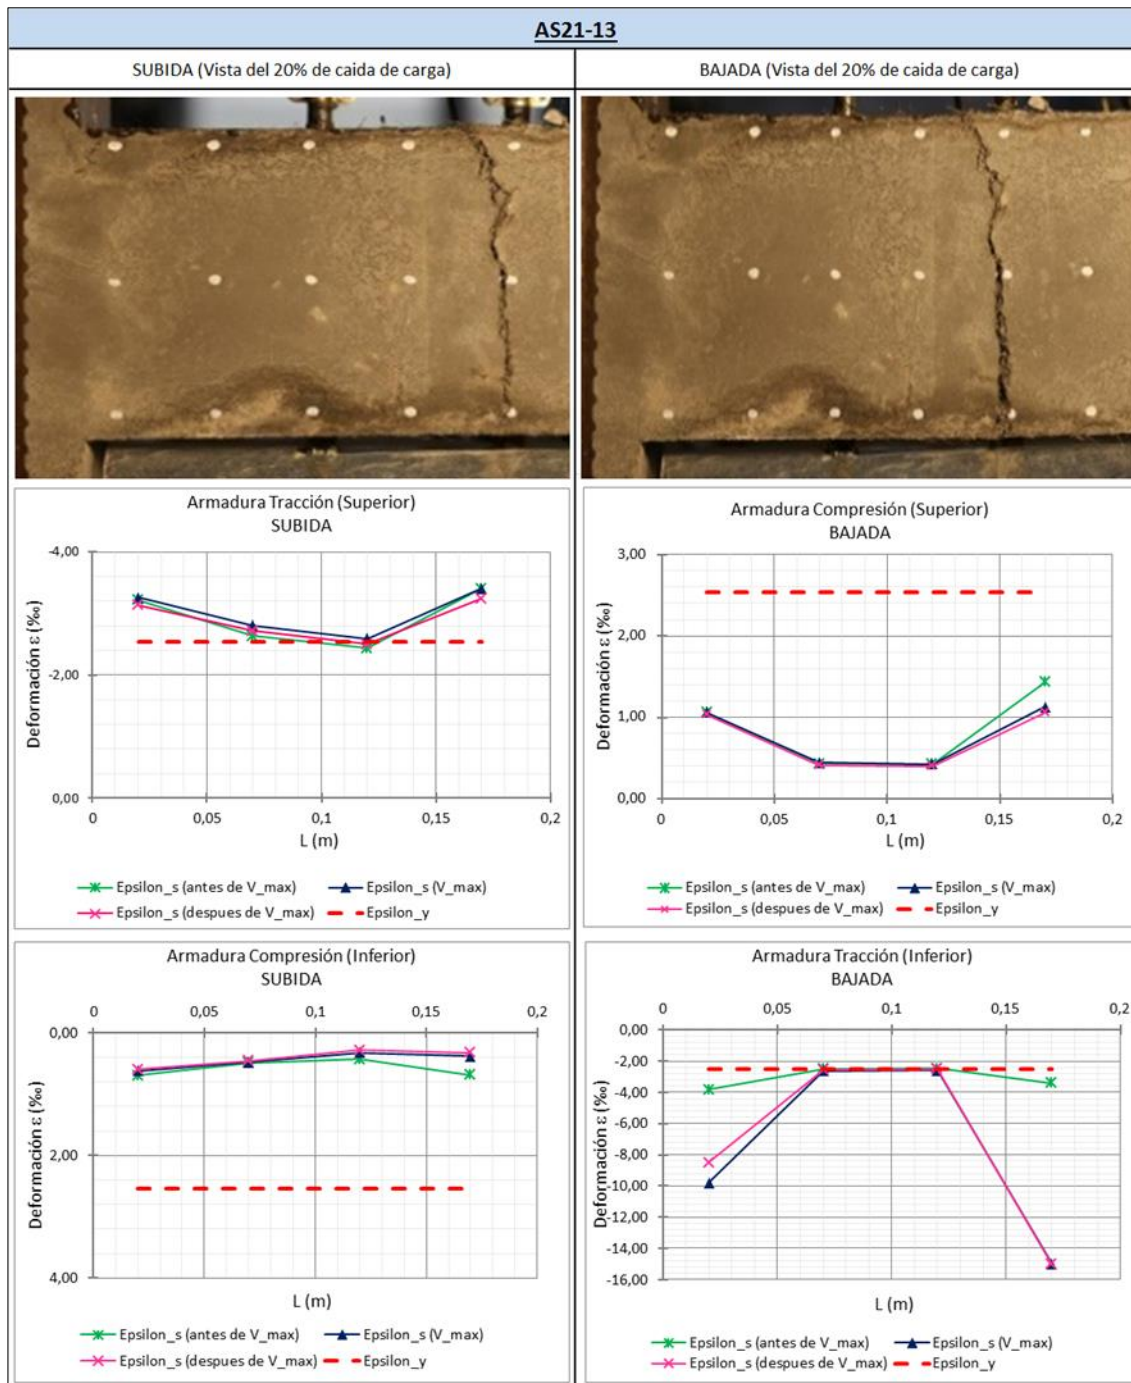 AS21-13
SUBIDA (Vista del 20% de caida de carga)
BAJADA (Vista del 20% de caida de carga)
Armadura Tracción (Superior)
SUBIDA
-4,00
-2,00
0,00
Deformación ε (‰)
0
0,05
0,1
0,15
0,2
L (m)
Epsilon_s (antes de V_max)
Epsilon_s (V_max)
Epsilon_s (despues de V_max)
Epsilon_y
Armadura Compresión (Superior)
BAJADA
3,00
2,00
1,00
0,00
Deformación ε (‰)
0
0,05
0,1
0,15
0,2
L (m)
Epsilon_s (antes de V_max)
Epsilon_s (V_max)
Epsilon_s (despues de V_max)
Epsilon_y
Armadura Compresión (Inferior)
SUBIDA
0
0,05
0,1
0,15
0,2
0,00
2,00
4,00
Deformación ε (‰)
L (m)
Epsilon_s (antes de V_max)
Epsilon_s (V_max)
Epsilon_s (despues de V_max)
Epsilon_y
Armadura Tracción (Inferior)
BAJADA
0
0,05
0,1
0,15
0,2
0,00
-2,00
-4,00
-6,00
-8,00
-10,00
-12,00
-14,00
-16,00
Deformación ε (‰)
L (m)
Epsilon_s (antes de V_max)
Epsilon_s (V_max)
Epsilon_s (despues de V_max)
Epsilon_y